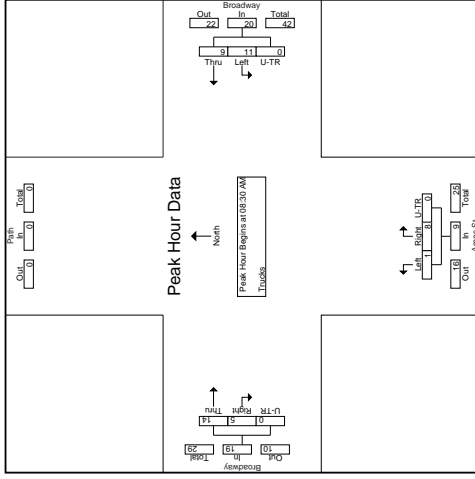 Broadway
Out In Total
22 20 42
9 11 0
Thru Left U-TR
Path
Out In Total
0 0 0
Peak Hour Data
North
Peak Hour Begins at 08:30 AM
Trucks
Left Right U-TR
1 8 0
Out In Total
16 9 25
Thru Right U-TR
14 5 0
Total In Out
29 19 10
Broadway